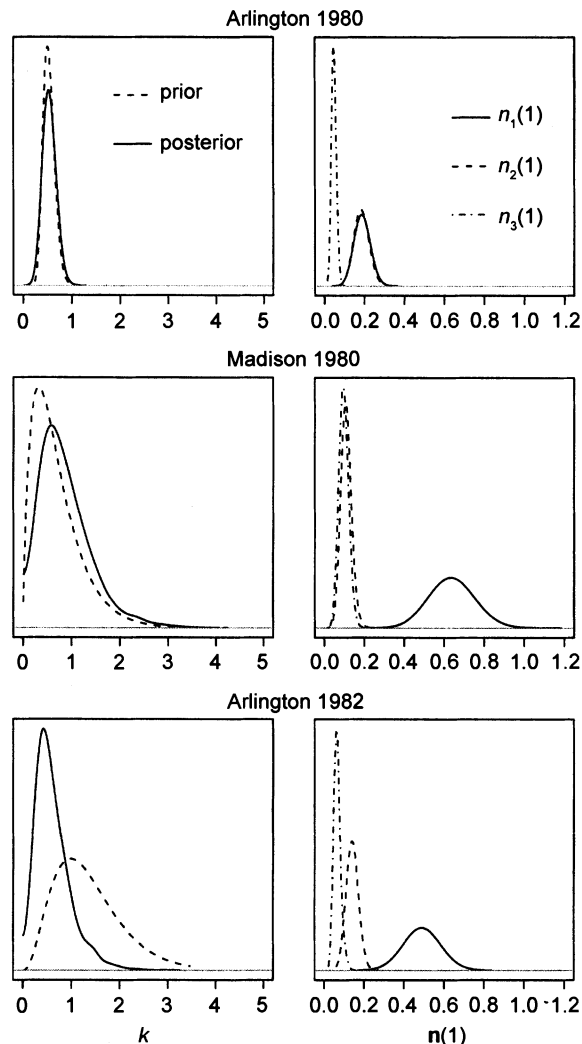 Arlington 1980
prior
posterior
n1(1)
n2(1)
n3(1)
0 1 2 3 4 5
0.0 0.2 0.4 0.6 0.8 1.0 1.2
Madison 1980
0 1 2 3 4 5
0.0 0.2 0.4 0.6 0.8 1.0 1.2
Arlington 1982
0 1 2 3 4 5
0.0 0.2 0.4 0.6 0.8 1.0 1.2
k
n(1)